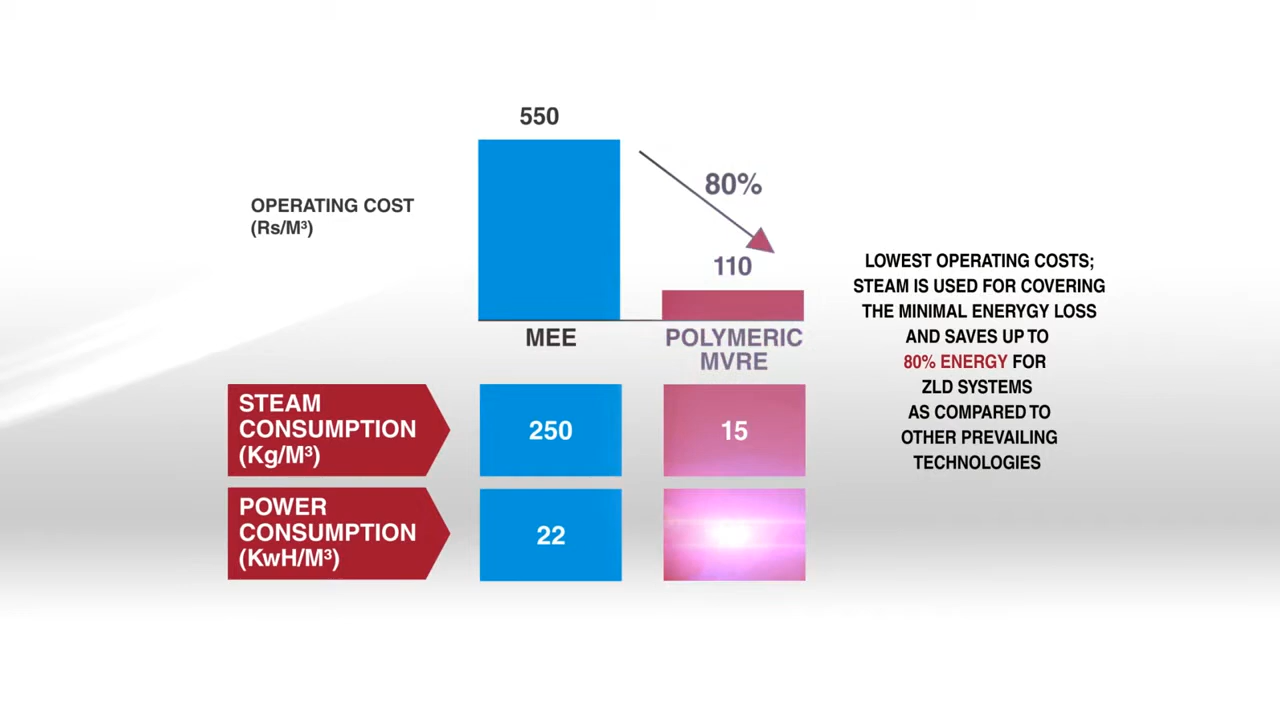 550
OPERATING COST
(Rs/M³)
80%
110
MEE
POLYMERIC
MVRE
STEAM
CONSUMPTION
(Kg/M³)
250
15
POWER
CONSUMPTION
(KwH/M³)
22
LOWEST OPERATING COSTS;
STEAM IS USED FOR COVERING
THE MINIMAL ENERYGY LOSS
AND SAVES UP TO
80% ENERGY FOR
ZLD SYSTEMS
AS COMPARED TO
OTHER PREVAILING
TECHNOLOGIES